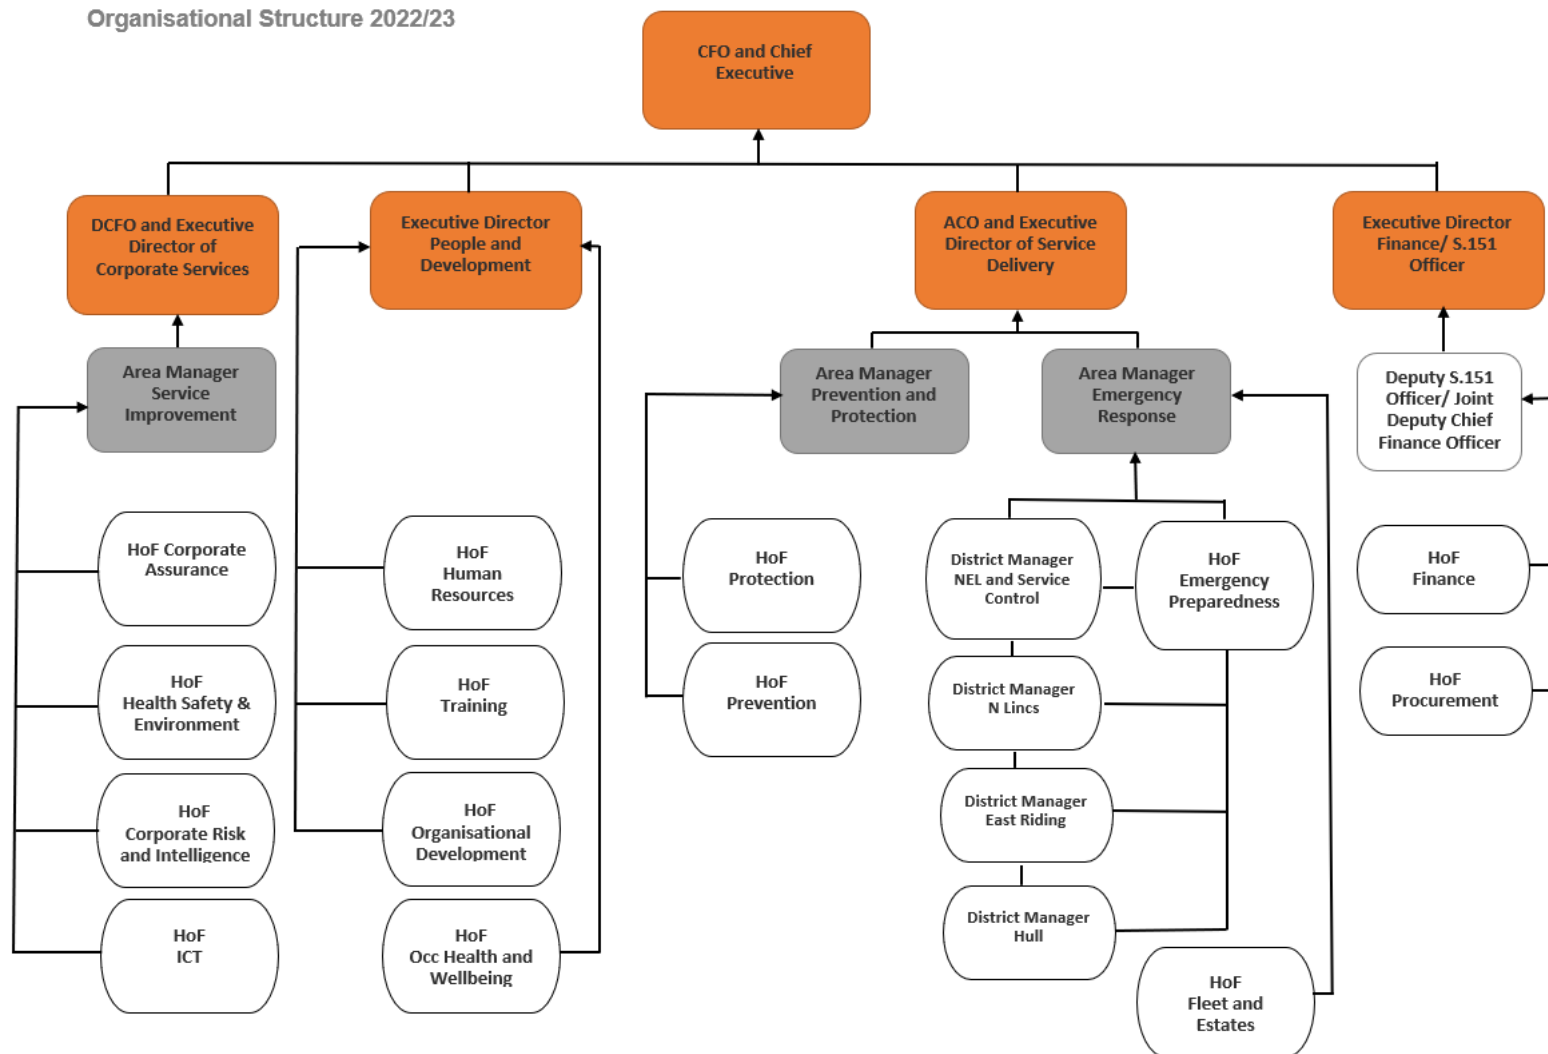 Organisational Structure 2022/23
CFO and Chief
Executive
DCFO and Executive
Director of
Corporate Services
Executive Director
People and
Development
ACO and Executive
Director of Service
Delivery
Executive Director
Finance/ S.151
Officer
Area Manager
Service
Improvement
Area Manager
Prevention and
Protection
Area Manager
Emergency
Response
Deputy S.151
Officer/ Joint
Deputy Chief
Finance Officer
HoF Corporate
Assurance
HoF
Human
Resources
HoF
Protection
District Manager
NEL and Service
Control
HoF
Emergency
Preparedness
HoF
Finance
HoF
Health Safety &
Environment
HoF
Training
HoF
Prevention
District Manager
N Lincs
HoF
Procurement
HoF
Corporate Risk
and Intelligence
HoF
Organisational
Development
District Manager
East Riding
HoF
ICT
HoF
Occ Health and
Wellbeing
District Manager
Hull
HoF
Fleet and
Estates